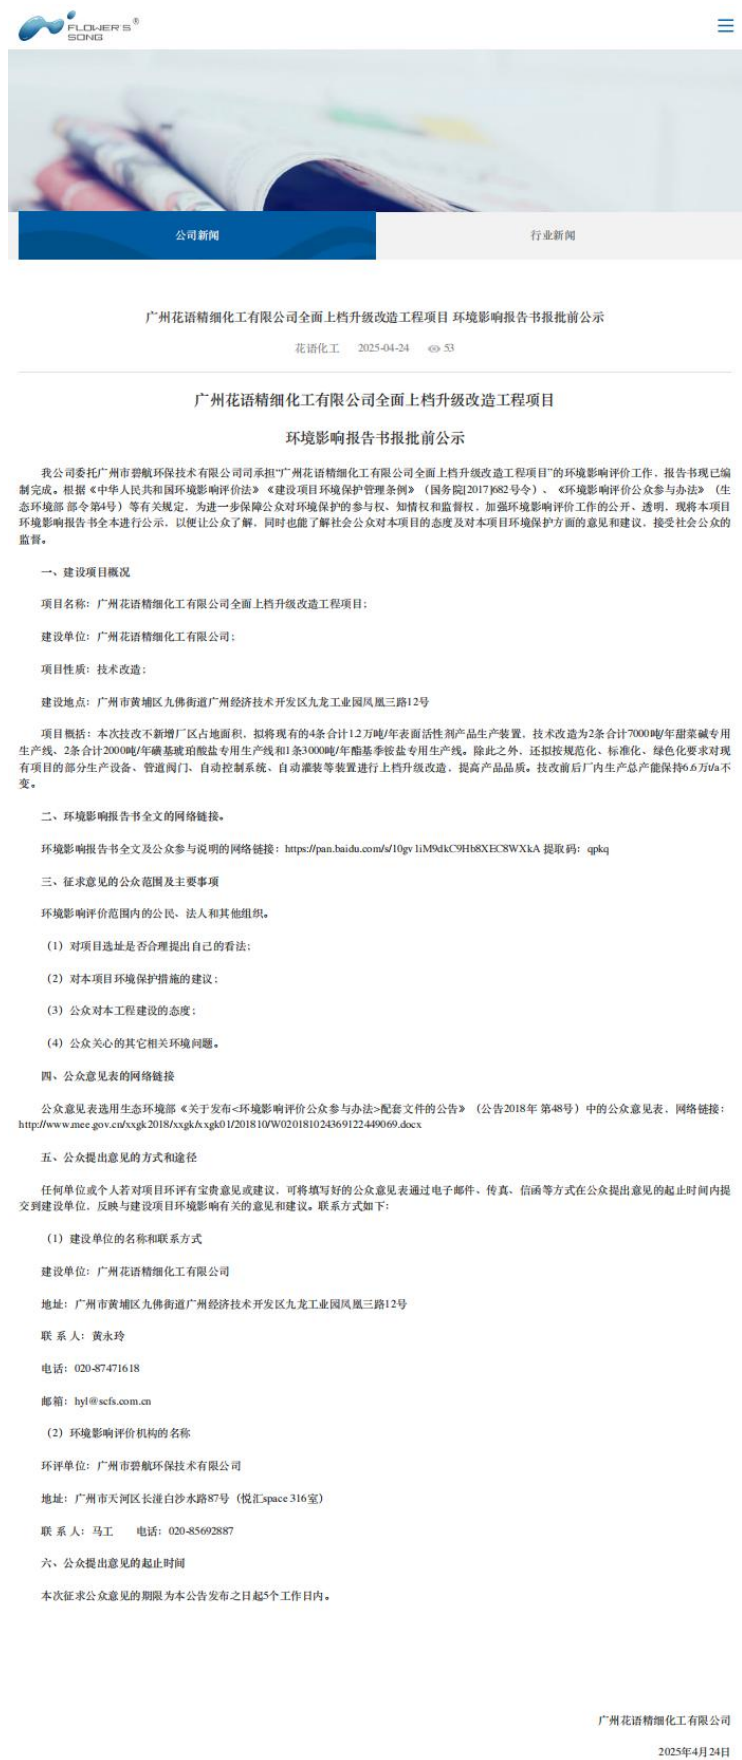 FLOWER'S®
SONG
公司新闻
行业新闻
广州花语精细化工有限公司全面上档升级改造工程项目 环境影响报告书报批前公示
花语化工 2025-04-24 53
广州花语精细化工有限公司全面上档升级改造工程项目
环境影响报告书报批前公示
我公司委托广州市碧航环保技术有限公司司承担“广州花语精细化工有限公司全面上档升级改造工程项目”的环境影响评价工作，报告书现已编
制完成。根据《中华人民共和国环境影响评价法》《建设项目环境保护管理条例》（国务院[2017]682号令）、《环境影响评价公众参与办法》（生
态环境部 部令第4号）等有关规定，为进一步保障公众对环境保护的参与权、知情权和监督权，加强环境影响评价工作的公开、透明，现将本项目
环境影响报告书全本进行公示，以便让公众了解，同时也能了解社会公众对本项目的态度及对本项目环境保护方面的意见和建议，接受社会公众的
监督。
一、建设项目概况
项目名称：广州花语精细化工有限公司全面上档升级改造工程项目；
建设单位：广州花语精细化工有限公司；
项目性质：技术改造；
建设地点：广州市黄埔区九佛街道广州经济技术开发区九龙工业园凤凰三路12号
项目概括：本次技改不新增厂区占地面积，拟将现有的4条合计1.2万吨/年表面活性剂产品生产装置，技术改造为2条合计7000吨/年甜菜碱专用
生产线、2条合计2000吨/年磺基琥珀酸盐专用生产线和1条3000吨/年酯基季铵盐专用生产线。除此之外，还拟按规范化、标准化、绿色化要求对现
有项目的部分生产设备、管道阀门、自动控制系统、自动灌装等装置进行上档升级改造，提高产品品质。技改前后厂内生产总产能保持6.6万t/a不
变。
二、环境影响报告书全文的网络链接。
环境影响报告书全文及公众参与说明的网络链接：https://pan.baidu.com/s/10gv1iM9dkC9Hb8XEC8WXkA 提取码：qpkq
三、征求意见的公众范围及主要事项
环境影响评价范围内的公民、法人和其他组织。
（1）对项目选址是否合理提出自己的看法；
（2）对本项目环境保护措施的建议；
（3）公众对本工程建设的态度；
（4）公众关心的其它相关环境问题。
四、公众意见表的网络链接
公众意见表选用生态环境部《关于发布<环境影响评价公众参与办法>配套文件的公告》（公告2018年 第48号）中的公众意见表，网络链接：
http://www.mee.gov.cn/xxgk2018/xxgk/xxgk01/201810/W020181024369122449069.docx
五、公众提出意见的方式和途径
任何单位或个人若对项目环评有宝贵意见或建议，可将填写好的公众意见表通过电子邮件、传真、信函等方式在公众提出意见的起止时间内提
交到建设单位，反映与建设项目环境影响有关的意见和建议。联系方式如下：
（1）建设单位的名称和联系方式
建设单位：广州花语精细化工有限公司
地址：广州市黄埔区九佛街道广州经济技术开发区九龙工业园凤凰三路12号
联 系 人：黄永玲
电话：020-87471618
邮箱：hyl@scfs.com.cn
（2）环境影响评价机构的名称
环评单位：广州市碧航环保技术有限公司
地址：广州市天河区长湴白沙水路87号（悦汇space 316室）
联 系 人：马工 电话：020-85692887
六、公众提出意见的起止时间
本次征求公众意见的期限为本公告发布之日起5个工作日内。
广州花语精细化工有限公司
2025年4月24日